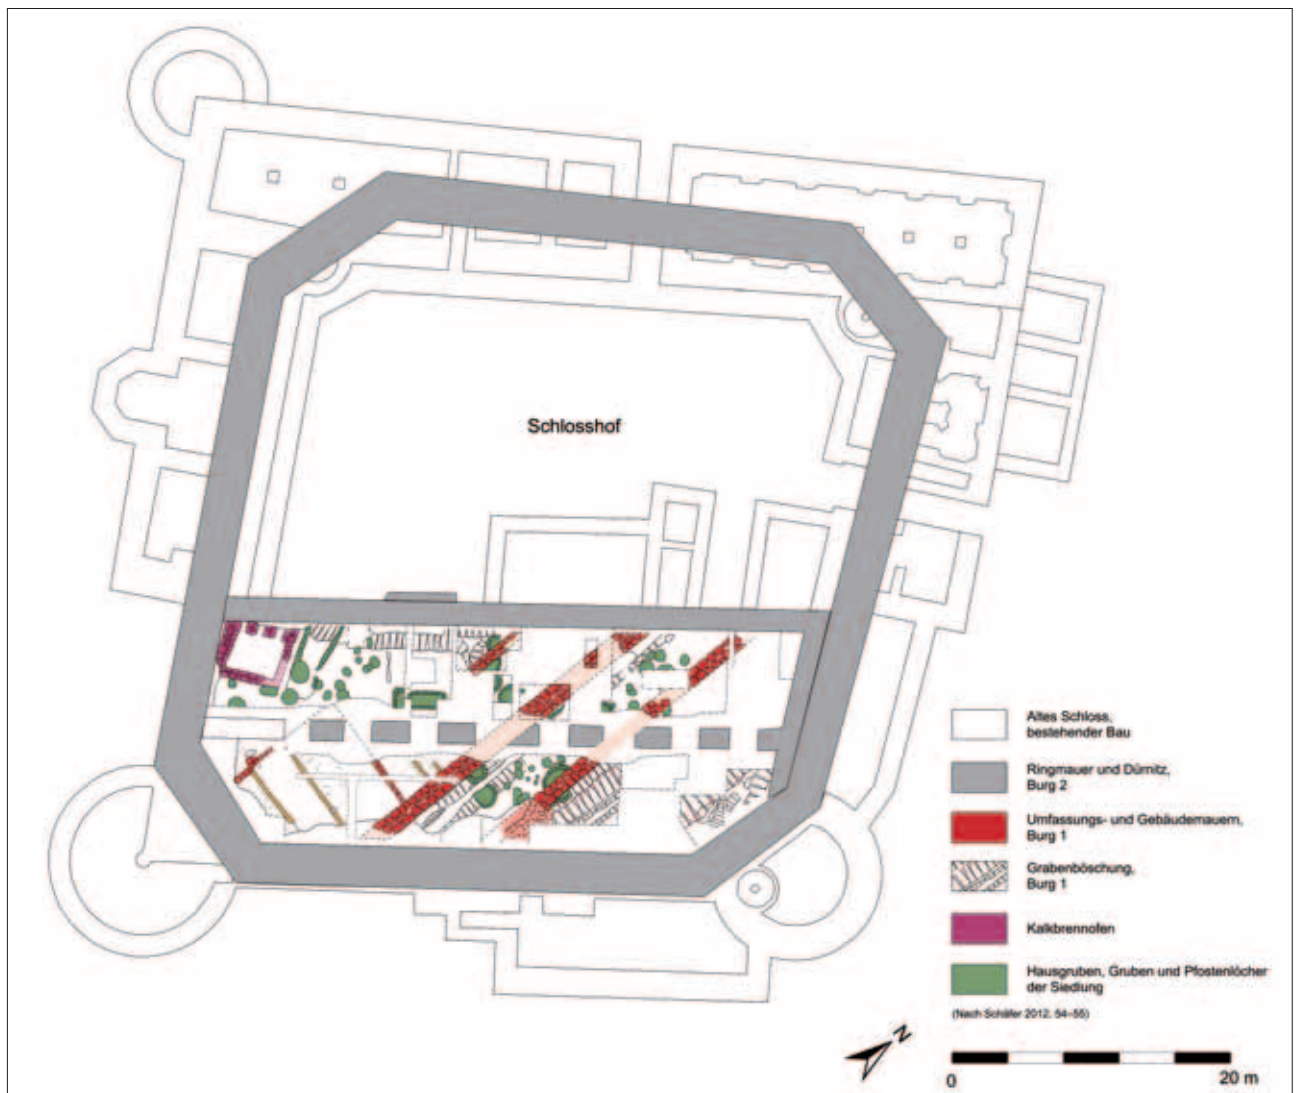 Schlosshof
Altes Schloss,
bestehender Bau
Ringmauer und Dürnitz,
Burg 2
Umfassungs- und Gebäudemauern,
Burg 1
Grabenböschung,
Burg 1
Kalkbrennofen
Hausgruben, Gruben und Pfostenlöcher
der Siedlung
(Nach Schäfer 2012, 54–55)
N
0 20 m